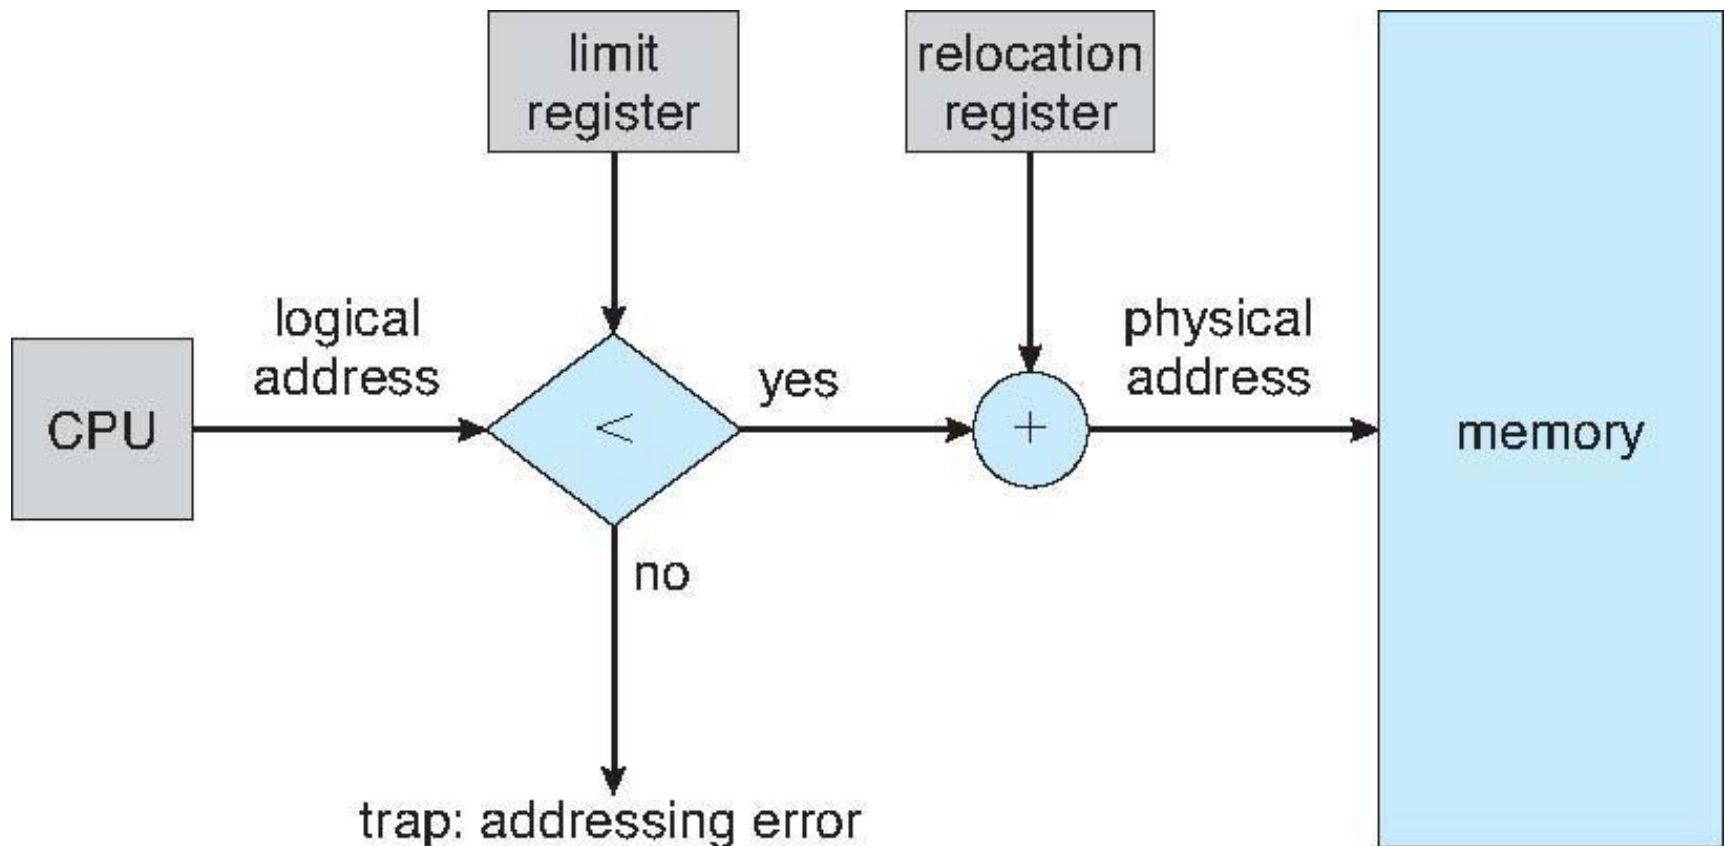 limit
register
relocation
register
logical
address
physical
address
CPU
<
yes
+
memory
no
trap: addressing error